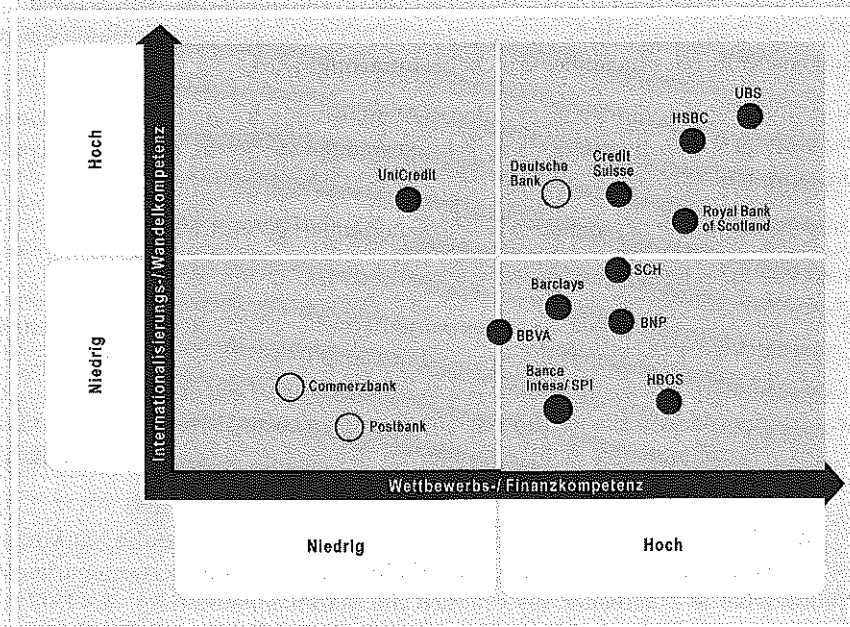 Hoch
Niedrig
Internationalisierungs-/ Wandelkompetenz
UBS
HSBC
UniCredit
Deutsche
Bank
Credit
Suisse
Royal Bank
of Scotland
SCH
Barclays
BBVA
BNP
Commerzbank
Banca
Intesa/ SPI
HBOS
Postbank
Wettbewerbs-/ Finanzkompetenz
Niedrig
Hoch